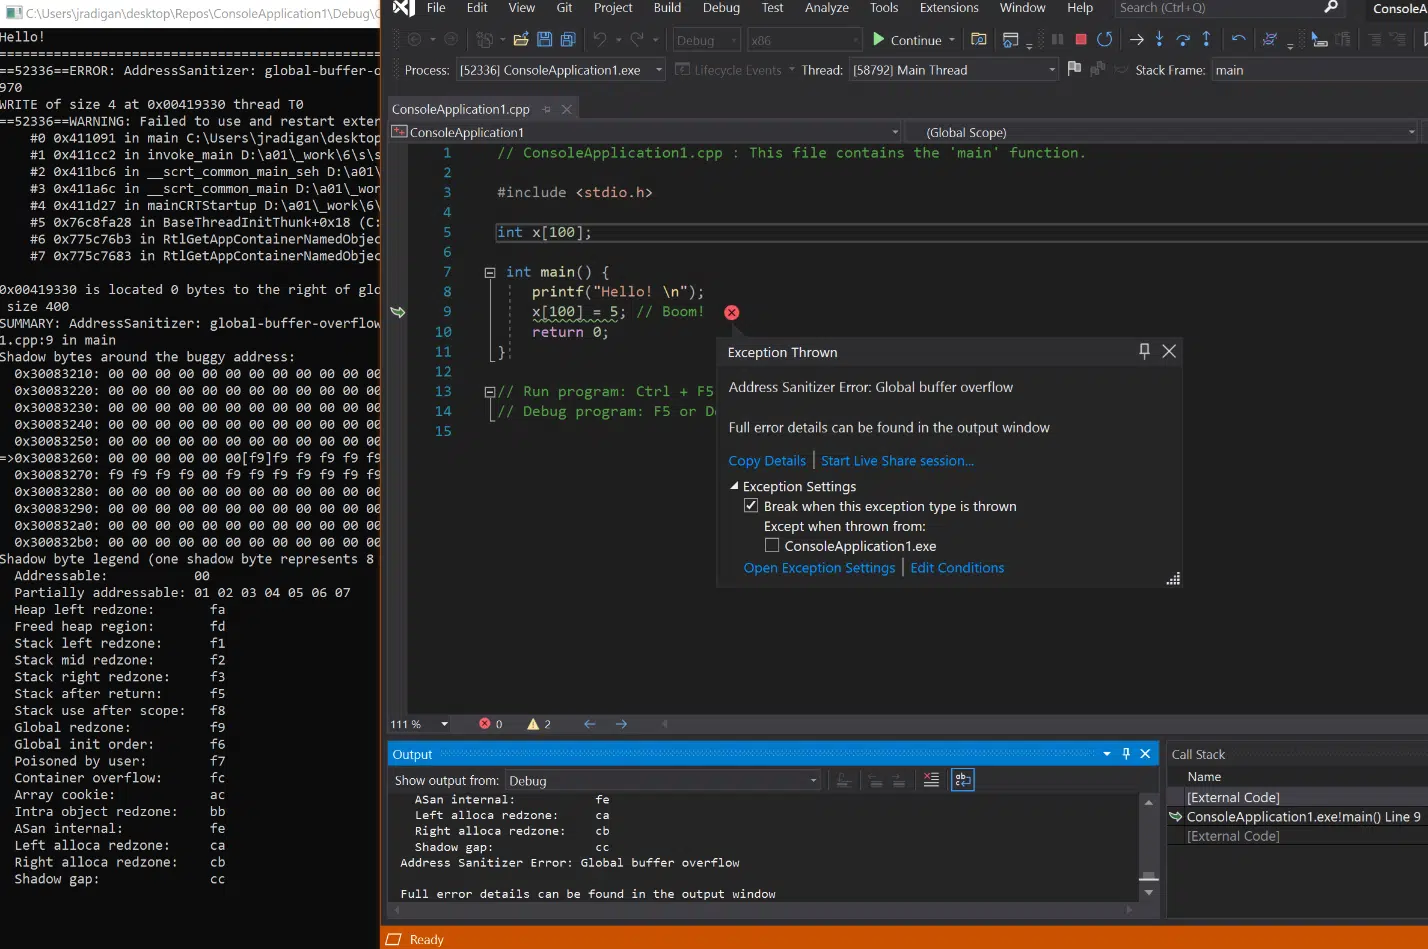 C:\Users\jradigan\desktop\Repos\ConsoleApplication1\Debug\C
Hello!
=================================================================
==52336==ERROR: AddressSanitizer: global-buffer-o
970
WRITE of size 4 at 0x00419330 thread T0
==52336==WARNING: Failed to use and restart exter
#0 0x411091 in main C:\Users\jradigan\desktop
#1 0x411cc2 in invoke_main D:\a01\_work\6\s\s
#2 0x411bc6 in __scrt_common_main_seh D:\a01\
#3 0x411a6c in __scrt_common_main D:\a01\_wor
#4 0x411d27 in mainCRTStartup D:\a01\_work\6\
#5 0x76c8fa28 in BaseThreadInitThunk+0x18 (C:
#6 0x775c76b3 in RtlGetAppContainerNamedObjec
#7 0x775c7683 in RtlGetAppContainerNamedObjec
0x00419330 is located 0 bytes to the right of glo
size 400
SUMMARY: AddressSanitizer: global-buffer-overflow
1.cpp:9 in main
Shadow bytes around the buggy address:
0x30083210: 00 00 00 00 00 00 00 00 00 00 00 00
0x30083220: 00 00 00 00 00 00 00 00 00 00 00 00
0x30083230: 00 00 00 00 00 00 00 00 00 00 00 00
0x30083240: 00 00 00 00 00 00 00 00 00 00 00 00
0x30083250: 00 00 00 00 00 00 00 00 00 00 00 00
=>0x30083260: 00 00 00 00 00 00[f9]f9 f9 f9 f9 f9
0x30083270: f9 f9 f9 f9 00 f9 f9 f9 f9 f9 f9 f9
0x30083280: 00 00 00 00 00 00 00 00 00 00 00 00
0x30083290: 00 00 00 00 00 00 00 00 00 00 00 00
0x300832a0: 00 00 00 00 00 00 00 00 00 00 00 00
0x300832b0: 00 00 00 00 00 00 00 00 00 00 00 00
Shadow byte legend (one shadow byte represents 8
Addressable: 00
Partially addressable: 01 02 03 04 05 06 07
Heap left redzone: fa
Freed heap region: fd
Stack left redzone: f1
Stack mid redzone: f2
Stack right redzone: f3
Stack after return: f5
Stack use after scope: f8
Global redzone: f9
Global init order: f6
Poisoned by user: f7
Container overflow: fc
Array cookie: ac
Intra object redzone: bb
ASan internal: fe
Left alloca redzone: ca
Right alloca redzone: cb
Shadow gap: cc
File Edit View Git Project Build Debug Test Analyze Tools Extensions Window Help Search (Ctrl+Q) ConsoleA
Debug x86 Continue
Process: [52336] ConsoleApplication1.exe Lifecycle Events Thread: [58792] Main Thread Stack Frame: main
ConsoleApplication1.cpp
ConsoleApplication1 (Global Scope)
1 // ConsoleApplication1.cpp : This file contains the 'main' function.
2
3 #include <stdio.h>
4
5 int x[100];
6
7 int main() {
8 printf("Hello! \n");
9 x[100] = 5; // Boom!
10 return 0;
11 }
12
13 // Run program: Ctrl + F5
14 // Debug program: F5 or De
15
Exception Thrown
Address Sanitizer Error: Global buffer overflow
Full error details can be found in the output window
Copy Details | Start Live Share session...
Exception Settings
Break when this exception type is thrown
Except when thrown from:
ConsoleApplication1.exe
Open Exception Settings | Edit Conditions
111 % 0 2
Output
Show output from: Debug
ASan internal: fe
Left alloca redzone: ca
Right alloca redzone: cb
Shadow gap: cc
Address Sanitizer Error: Global buffer overflow
Full error details can be found in the output window
Call Stack
Name
[External Code]
ConsoleApplication1.exe!main() Line 9
[External Code]
Ready